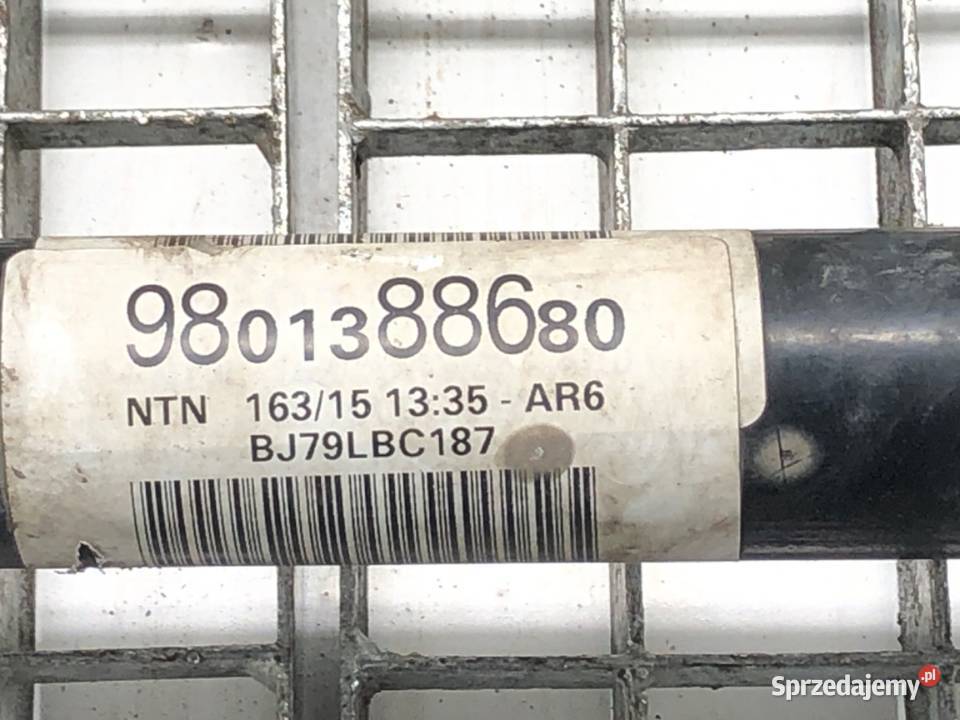 9801388680
NTN 163/15 13:35 - AR6
BJ79LBC187
Sprzedajemy.pl